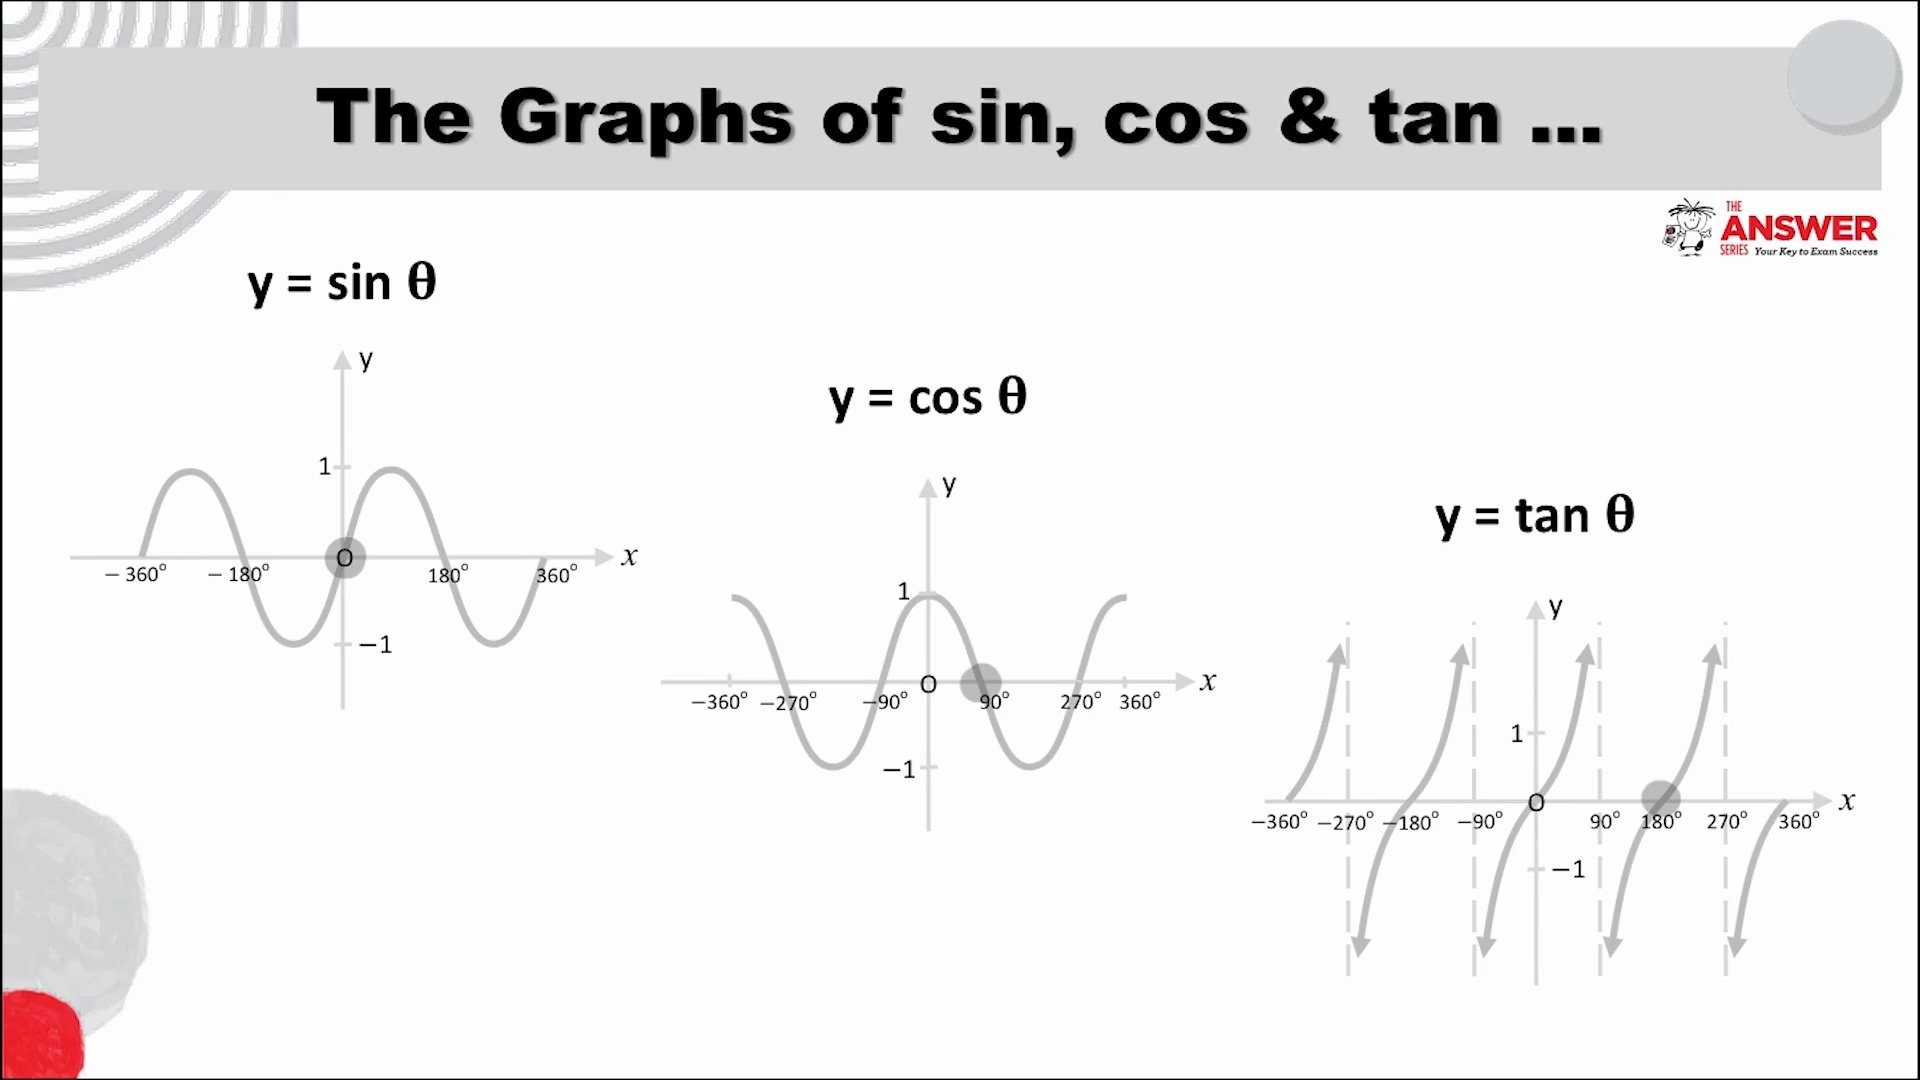 The Graphs of sin, cos & tan ...
THE
ANSWER
SERIES Your Key to Exam Success
y = sin θ
y
1
O
x
− 360° − 180° 180° 360°
−1
y = cos θ
y
1
O
x
−360° −270° −90° 90° 270° 360°
−1
y = tan θ
y
1
O
x
−360° −270° −180° −90° 90° 180° 270° 360°
−1